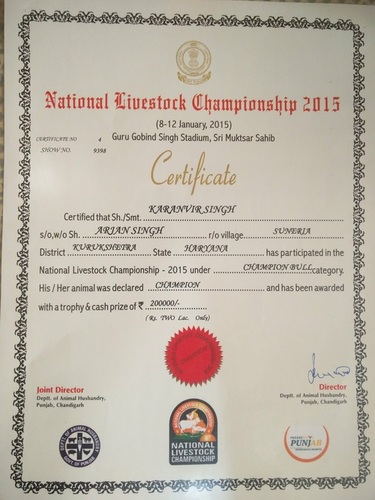 National Livestock Championship 2015
(8-12 January, 2015)
CERTIFICATE NO 4 Guru Gobind Singh Stadium, Sri Muktsar Sahib
SHOW NO. 9398
Certificate
Certified that Sh./Smt. KARANVIR SINGH
s/o,w/o Sh. ARJAN SINGH r/o village SUNERIA
District KURUKSHETRA State HARYANA has participated in the
National Livestock Championship - 2015 under CHAMPION BULL category.
His / Her animal was declared CHAMPION and has been awarded
with a trophy & cash prize of ₹ 200000/-
( Rs. TWO Lac. Only)
Joint Director
Deptt. of Animal Husbandry,
Punjab, Chandigarh
Director
Deptt. of Animal Husbandry,
Punjab, Chandigarh
NATIONAL
LIVESTOCK
CHAMPIONSHIP
PUNJAB